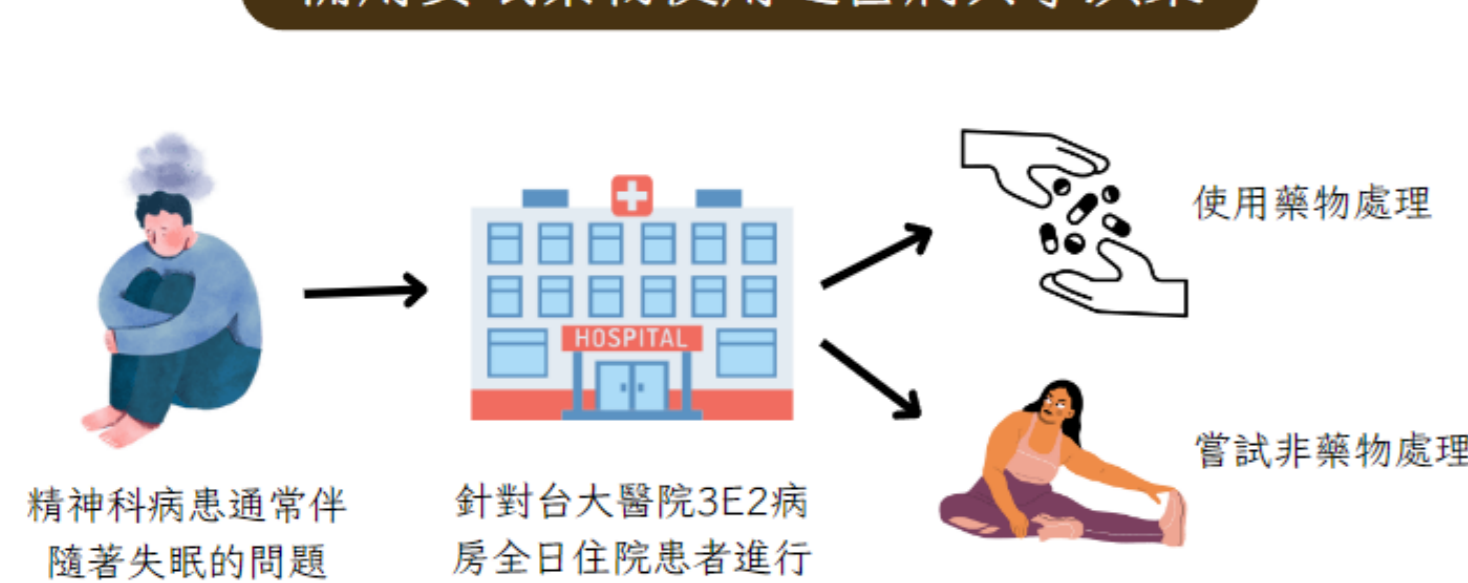 精神科病患通常伴
隨著失眠的問題
HOSPITAL
針對台大醫院3E2病
房全日住院患者進行
使用藥物處理
嘗試非藥物處理